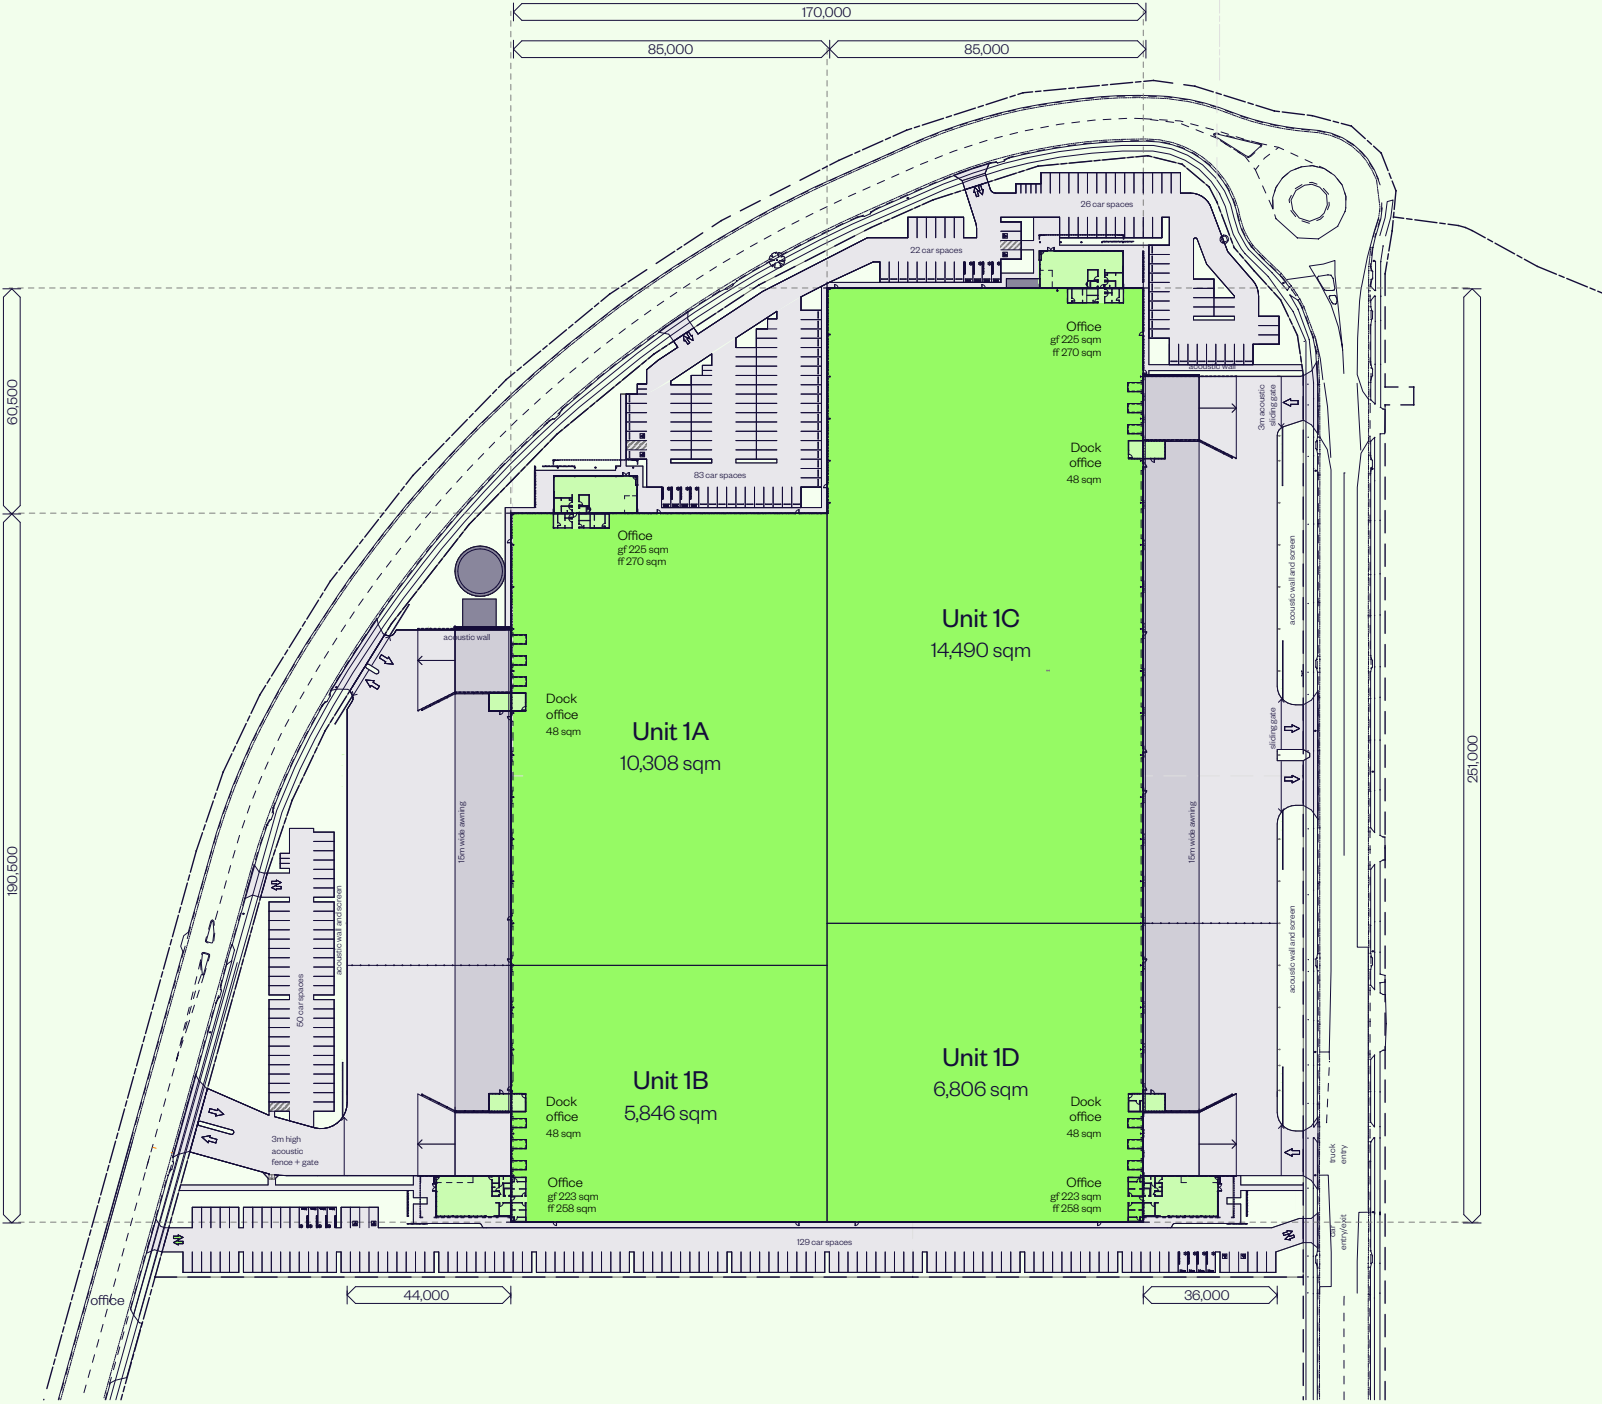 170,000
85,000
85,000
26 car spaces
22 car spaces
Office
gf 225 sqm
ff 270 sqm
acoustic wall
3m acoustic
sliding gate
60,500
Dock
office
48 sqm
83 car spaces
Office
gf 225 sqm
ff 270 sqm
acoustic wall and screen
Unit 1C
14,490 sqm
acoustic wall
Dock
office
48 sqm
Unit 1A
10,308 sqm
sliding gate
251,000
15m wide awning
15m wide awning
190,500
acoustic wall and screen
acoustic wall and screen
50 car spaces
Unit 1D
6,806 sqm
Unit 1B
5,846 sqm
Dock
office
48 sqm
Dock
office
48 sqm
3m high
acoustic
fence + gate
truck
entry
Office
gf 223 sqm
ff 258 sqm
Office
gf 223 sqm
ff 258 sqm
car
entry/exit
129 car spaces
44,000
36,000
office